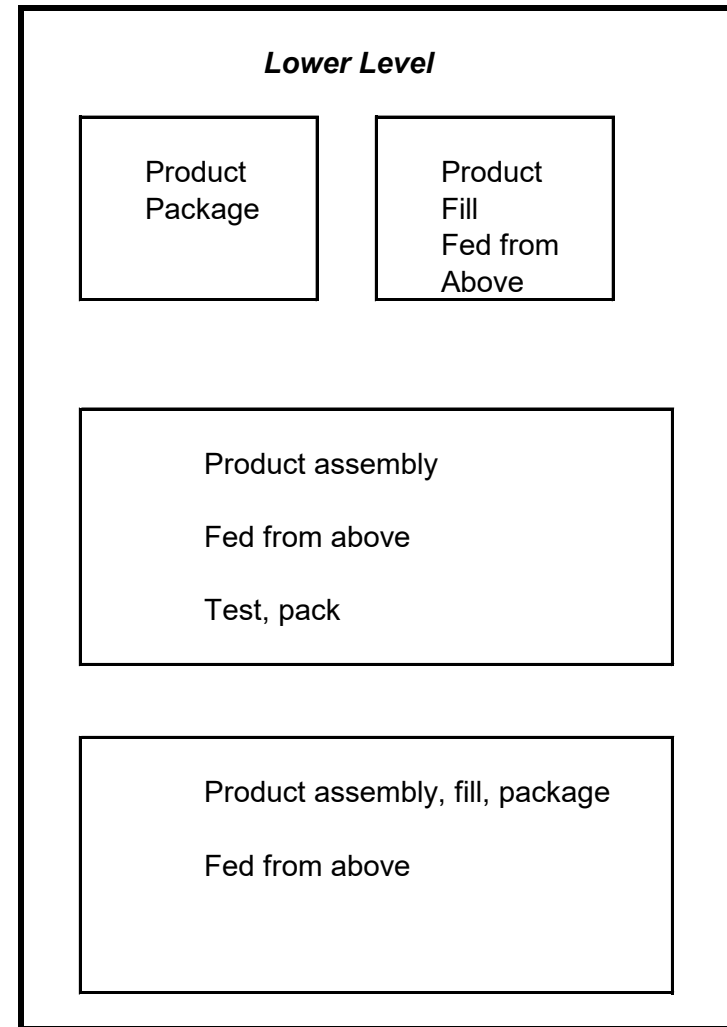 Lower Level
Product
Package
Product
Fill
Fed from
Above
Product assembly
Fed from above
Test, pack
Product assembly, fill, package
Fed from above